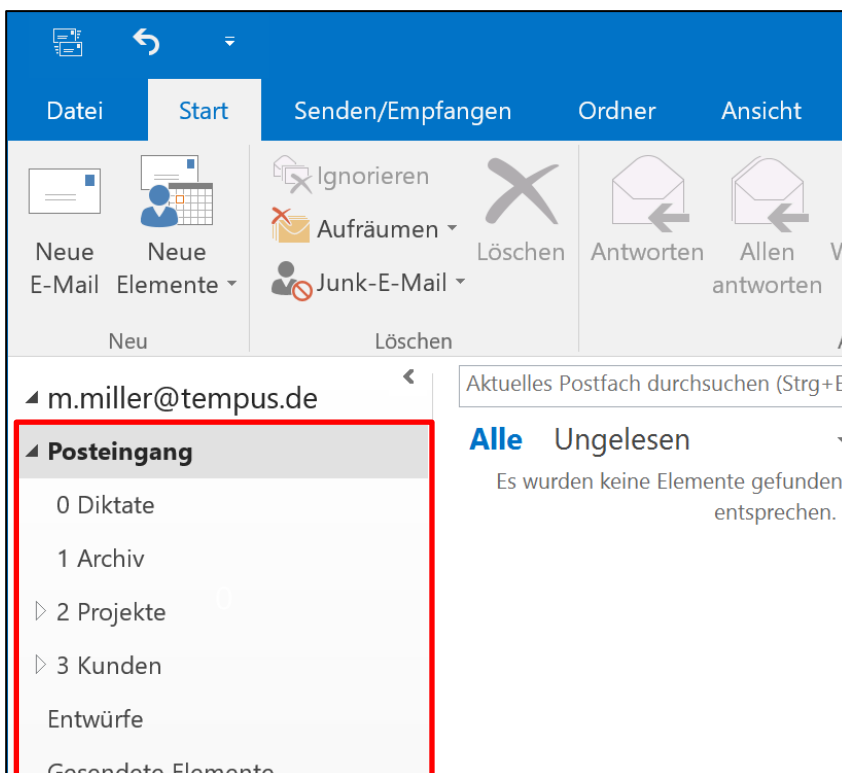 Datei Start Senden/Empfangen Ordner Ansicht
Neue E-Mail
Neue Elemente
Ignorieren
Aufräumen
Junk-E-Mail
Löschen
Antworten
Allen antworten
Neu
Löschen
m.miller@tempus.de
Posteingang
0 Diktate
1 Archiv
2 Projekte
3 Kunden
Entwürfe
Gesendete Elemente
Aktuelles Postfach durchsuchen (Strg+E
Alle Ungelesen
Es wurden keine Elemente gefunden
entsprechen.